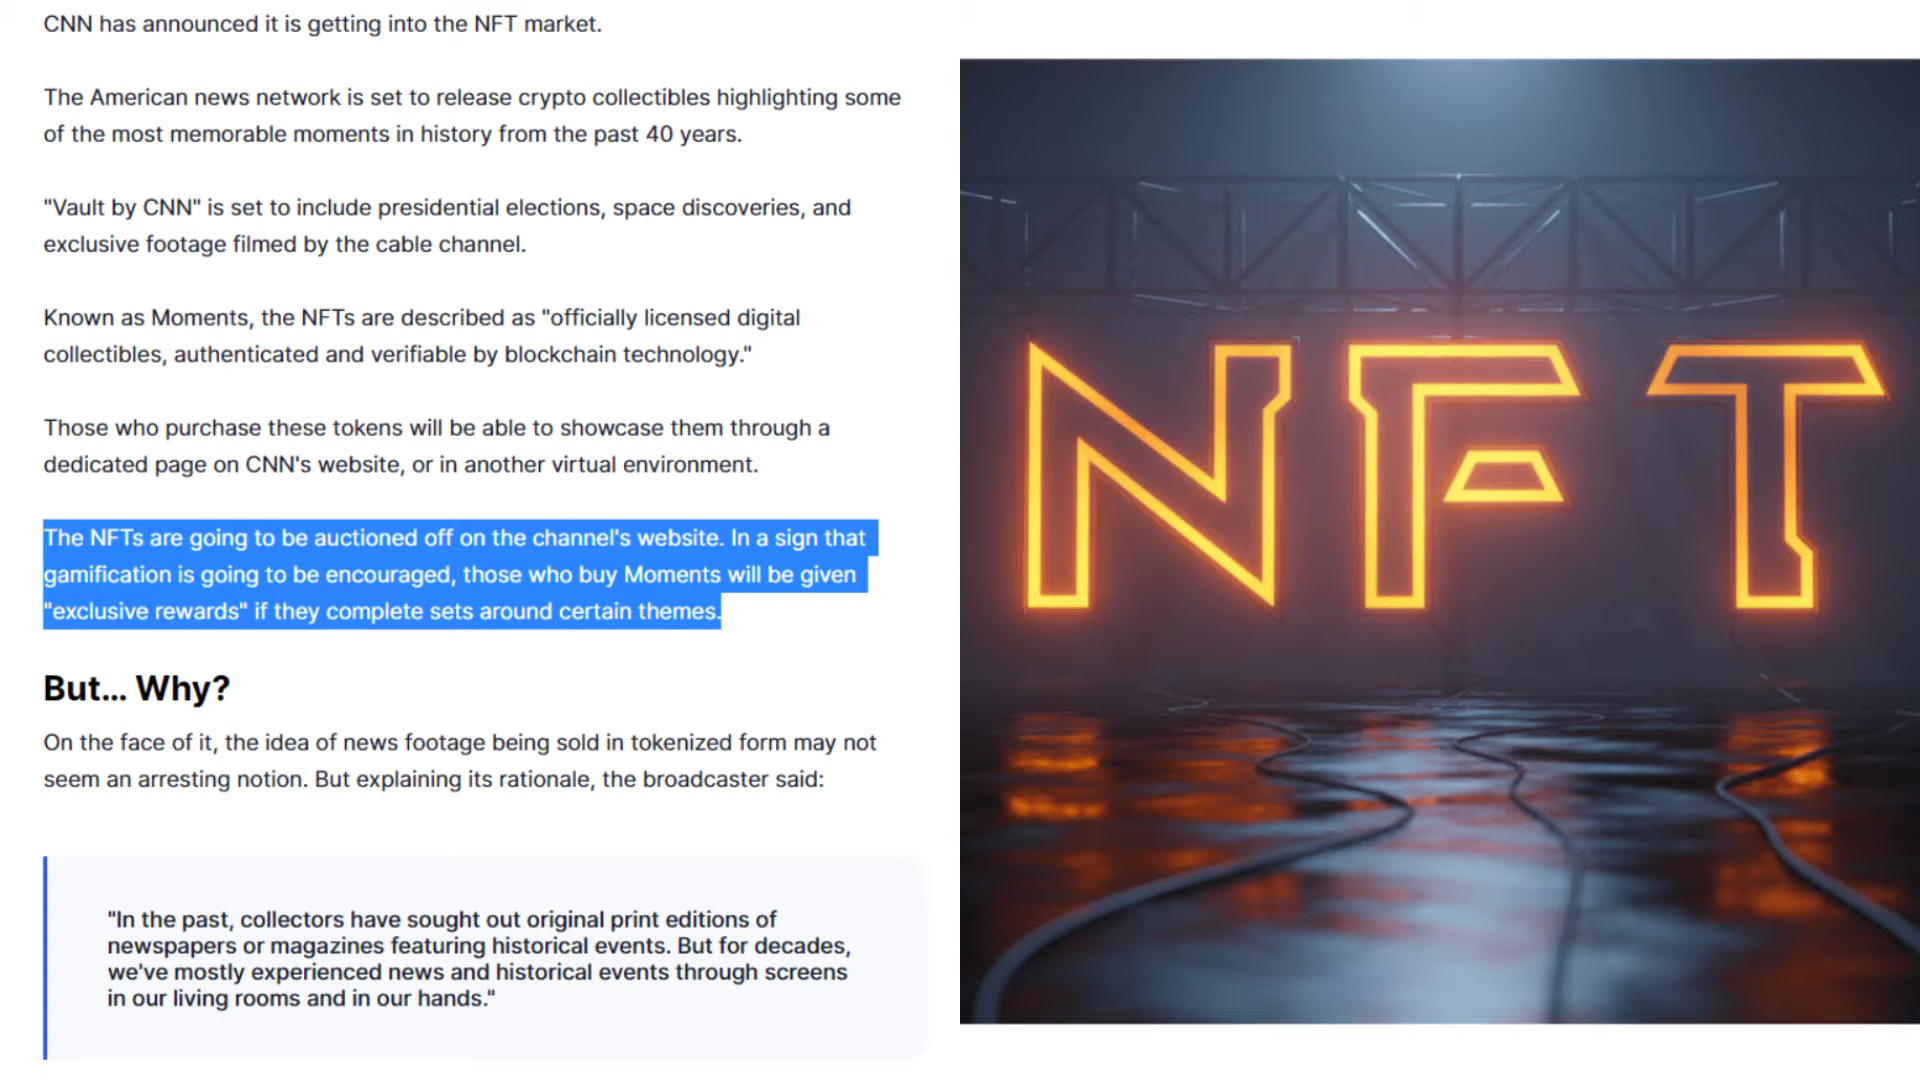 CNN has announced it is getting into the NFT market.
The American news network is set to release crypto collectibles highlighting some
of the most memorable moments in history from the past 40 years.
"Vault by CNN" is set to include presidential elections, space discoveries, and
exclusive footage filmed by the cable channel.
Known as Moments, the NFTs are described as "officially licensed digital
collectibles, authenticated and verifiable by blockchain technology."
Those who purchase these tokens will be able to showcase them through a
dedicated page on CNN's website, or in another virtual environment.
The NFTs are going to be auctioned off on the channel's website. In a sign that
gamification is going to be encouraged, those who buy Moments will be given
"exclusive rewards" if they complete sets around certain themes.
But... Why?
On the face of it, the idea of news footage being sold in tokenized form may not
seem an arresting notion. But explaining its rationale, the broadcaster said:
"In the past, collectors have sought out original print editions of
newspapers or magazines featuring historical events. But for decades,
we've mostly experienced news and historical events through screens
in our living rooms and in our hands."
NFT